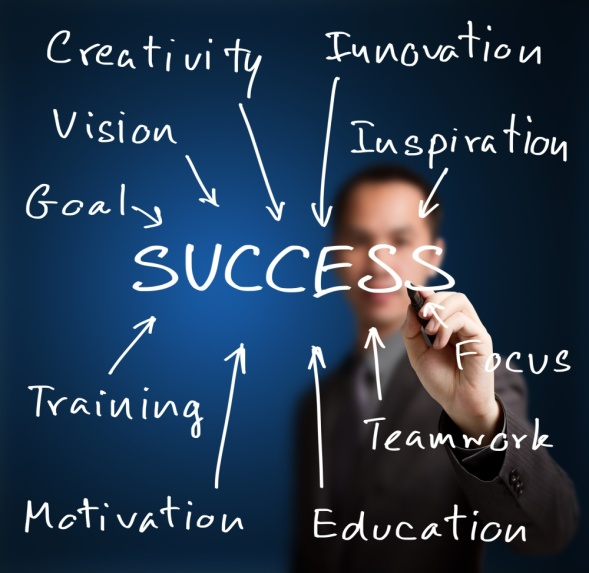 Creativity
Innovation
Vision
Inspiration
Goal
SUCCESS
Focus
Training
Teamwork
Motivation
Education